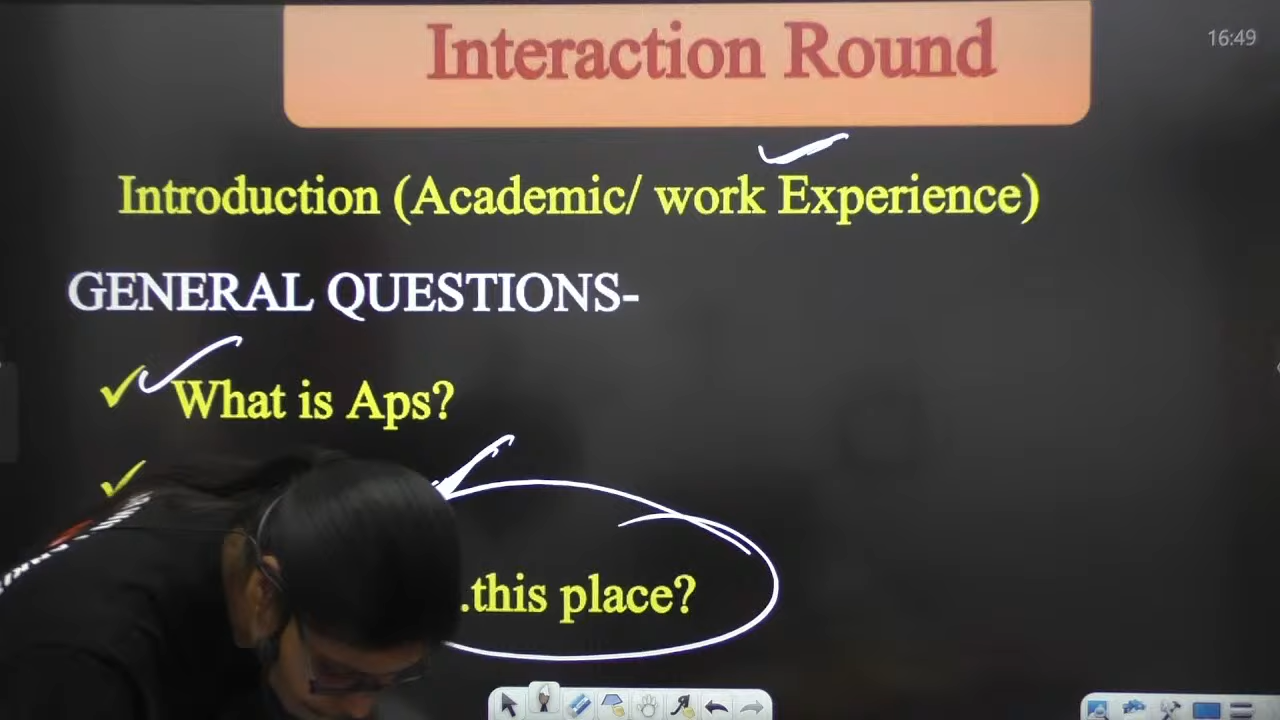 Interaction Round
16:49
Introduction (Academic/ work Experience)
GENERAL QUESTIONS-
What is Aps?
.this place?